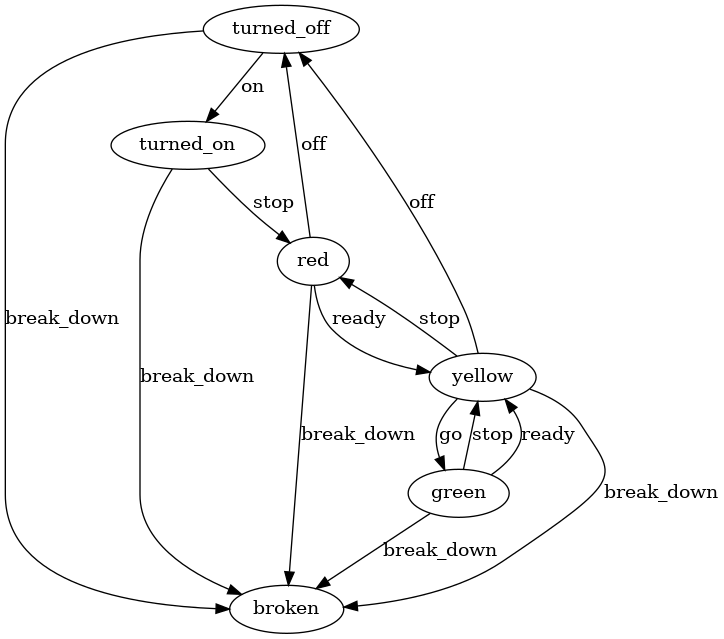 turned_off
on
turned_on
off
off
stop
red
break_down
ready
stop
yellow
break_down
break_down
go
stop
ready
green
break_down
break_down
broken